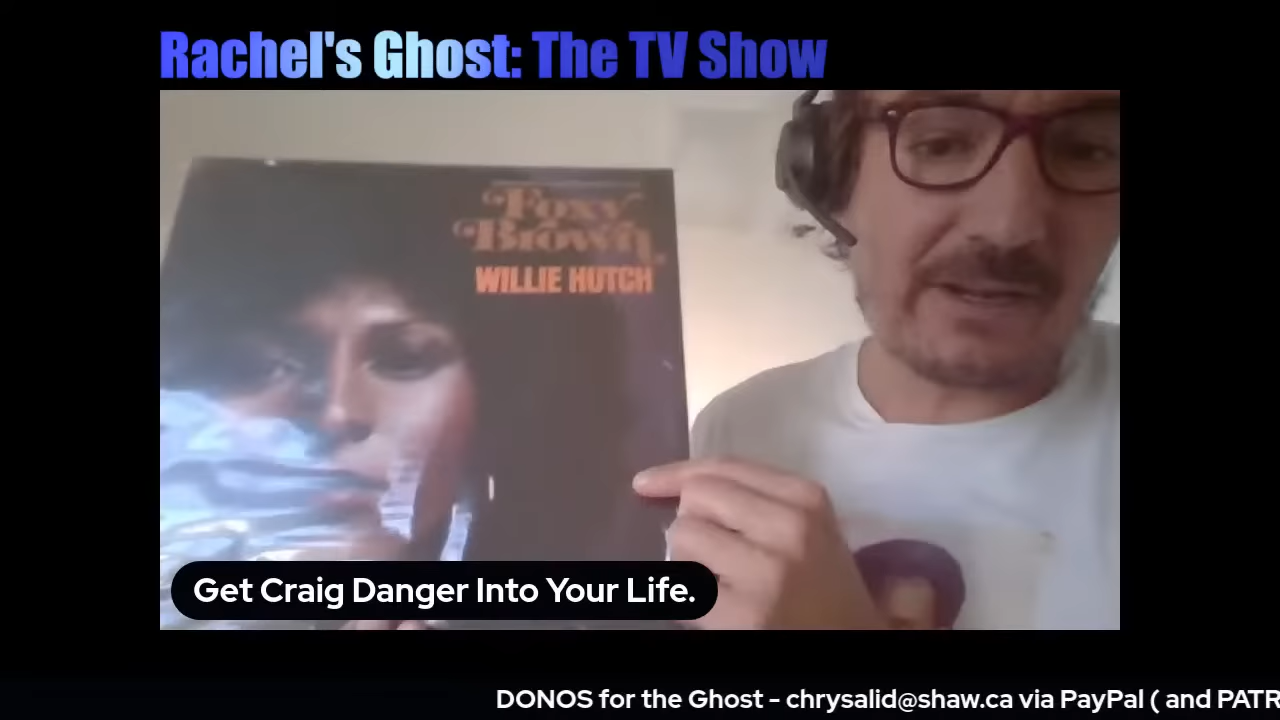 Rachel's Ghost: The TV Show
Foxy
Brown
WILLIE HUTCH
Get Craig Danger Into Your Life.
DONOS for the Ghost - chrysalid@shaw.ca via PayPal ( and PATR